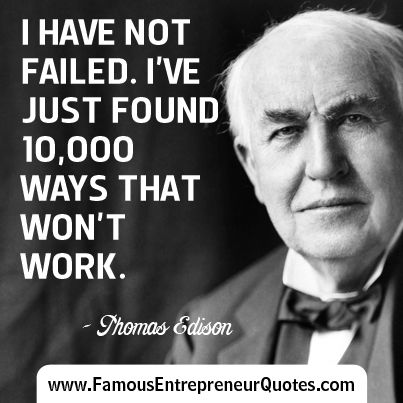 I HAVE NOT
FAILED. I'VE
JUST FOUND
10,000
WAYS THAT
WON'T
WORK.
- Thomas Edison
www.FamousEntrepreneurQuotes.com